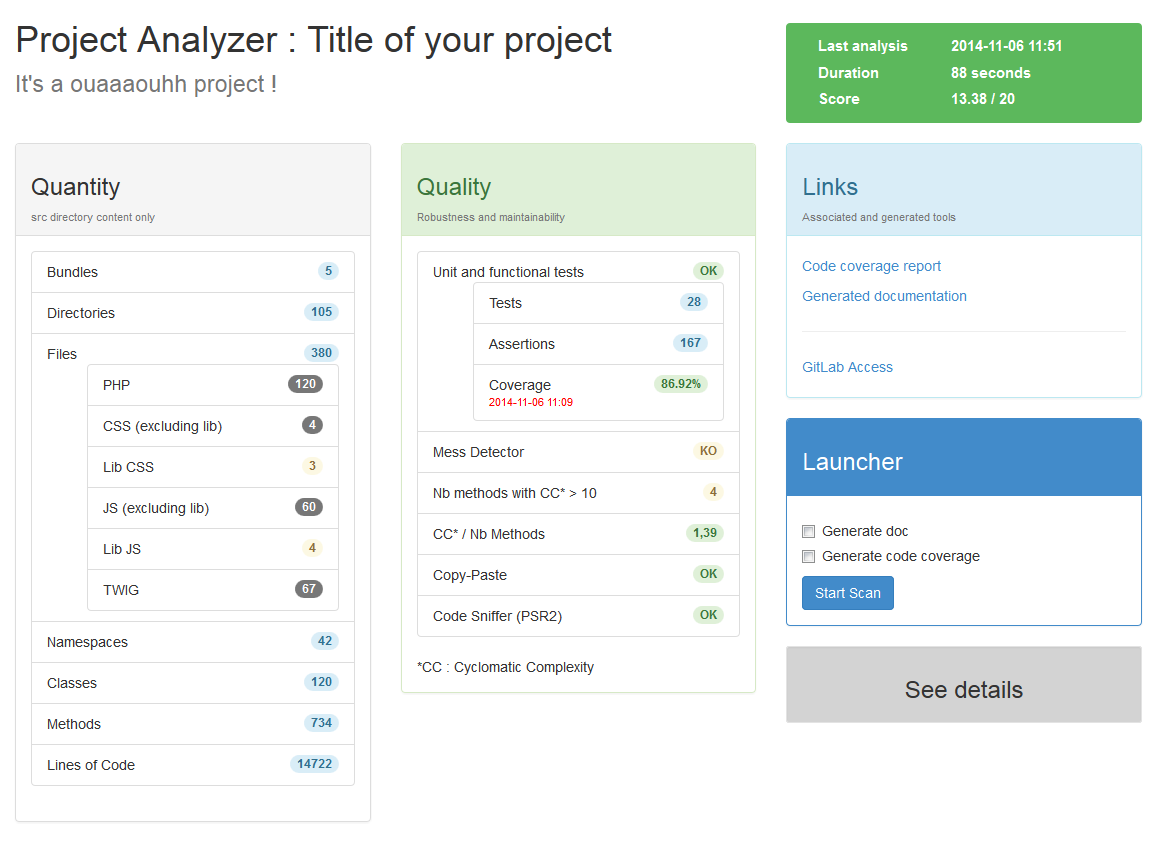 Project Analyzer : Title of your project
It's a ouaaaouhh project !
Last analysis 2014-11-06 11:51
Duration 88 seconds
Score 13.38 / 20
Quantity
src directory content only
Bundles 5
Directories 105
Files 380
PHP 120
CSS (excluding lib) 4
Lib CSS 3
JS (excluding lib) 60
Lib JS 4
TWIG 67
Namespaces 42
Classes 120
Methods 734
Lines of Code 14722
Quality
Robustness and maintainability
Unit and functional tests OK
Tests 28
Assertions 167
Coverage 86.92%
2014-11-06 11:09
Mess Detector KO
Nb methods with CC* > 10 4
CC* / Nb Methods 1,39
Copy-Paste OK
Code Sniffer (PSR2) OK
*CC : Cyclomatic Complexity
Links
Associated and generated tools
Code coverage report
Generated documentation
GitLab Access
Launcher
Generate doc
Generate code coverage
Start Scan
See details